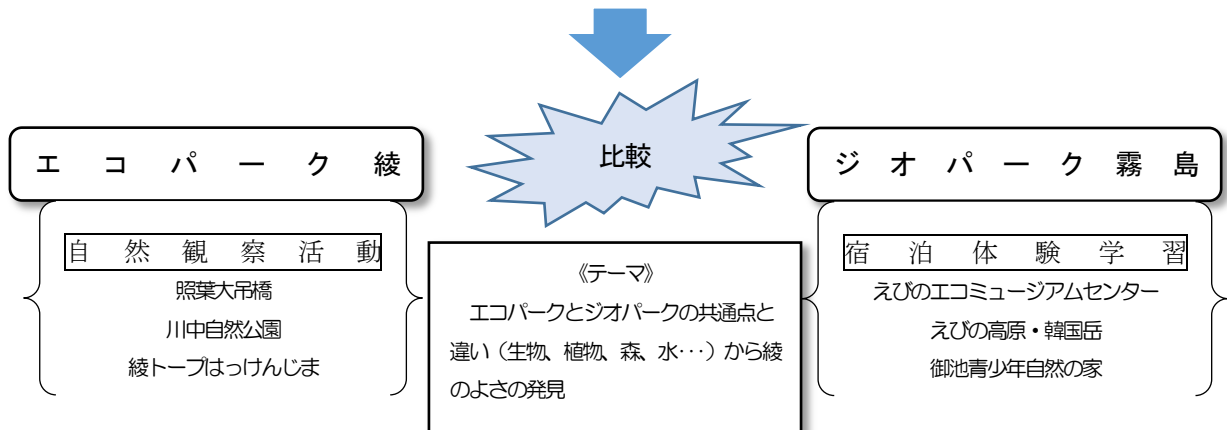 比較
エコパーク綾
自然観察活動
照葉大吊橋
川中自然公園
綾トープはっけんじま
《テーマ》
エコパークとジオパークの共通点と
違い（生物、植物、森、水･･･）から綾
のよさの発見
ジオパーク霧島
宿泊体験学習
えびのエコミュージアムセンター
えびの高原・韓国岳
御池青少年自然の家